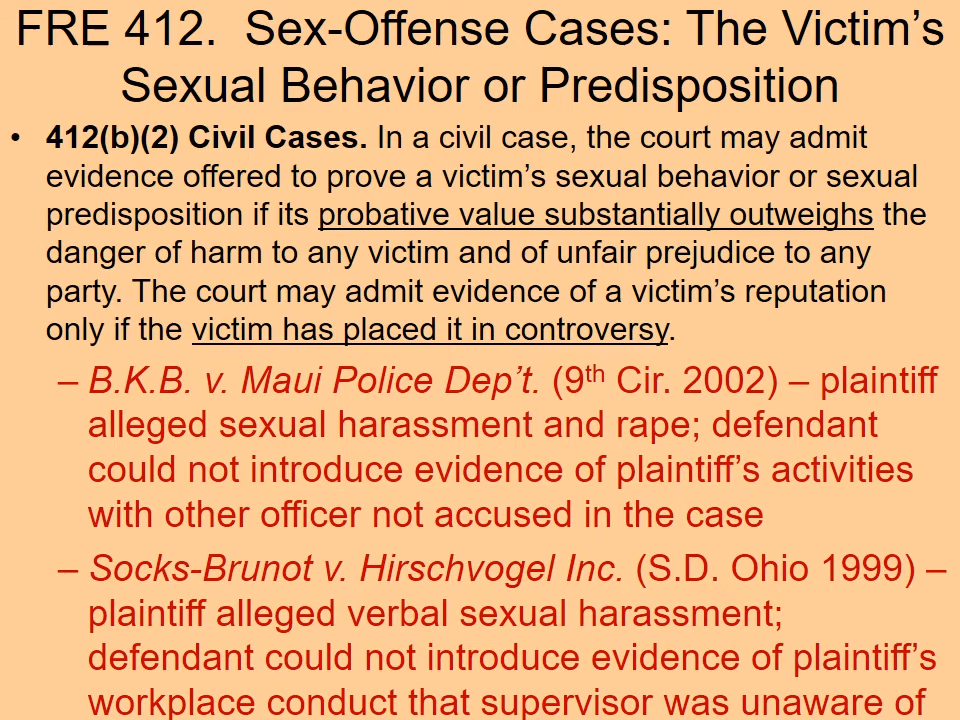 FRE 412.  Sex-Offense Cases: The Victim’s
Sexual Behavior or Predisposition
• 412(b)(2) Civil Cases. In a civil case, the court may admit
evidence offered to prove a victim’s sexual behavior or sexual
predisposition if its probative value substantially outweighs the
danger of harm to any victim and of unfair prejudice to any
party. The court may admit evidence of a victim’s reputation
only if the victim has placed it in controversy.
– B.K.B. v. Maui Police Dep’t. (9th Cir. 2002) – plaintiff
alleged sexual harassment and rape; defendant
could not introduce evidence of plaintiff’s activities
with other officer not accused in the case
– Socks-Brunot v. Hirschvogel Inc. (S.D. Ohio 1999) –
plaintiff alleged verbal sexual harassment;
defendant could not introduce evidence of plaintiff’s
workplace conduct that supervisor was unaware of